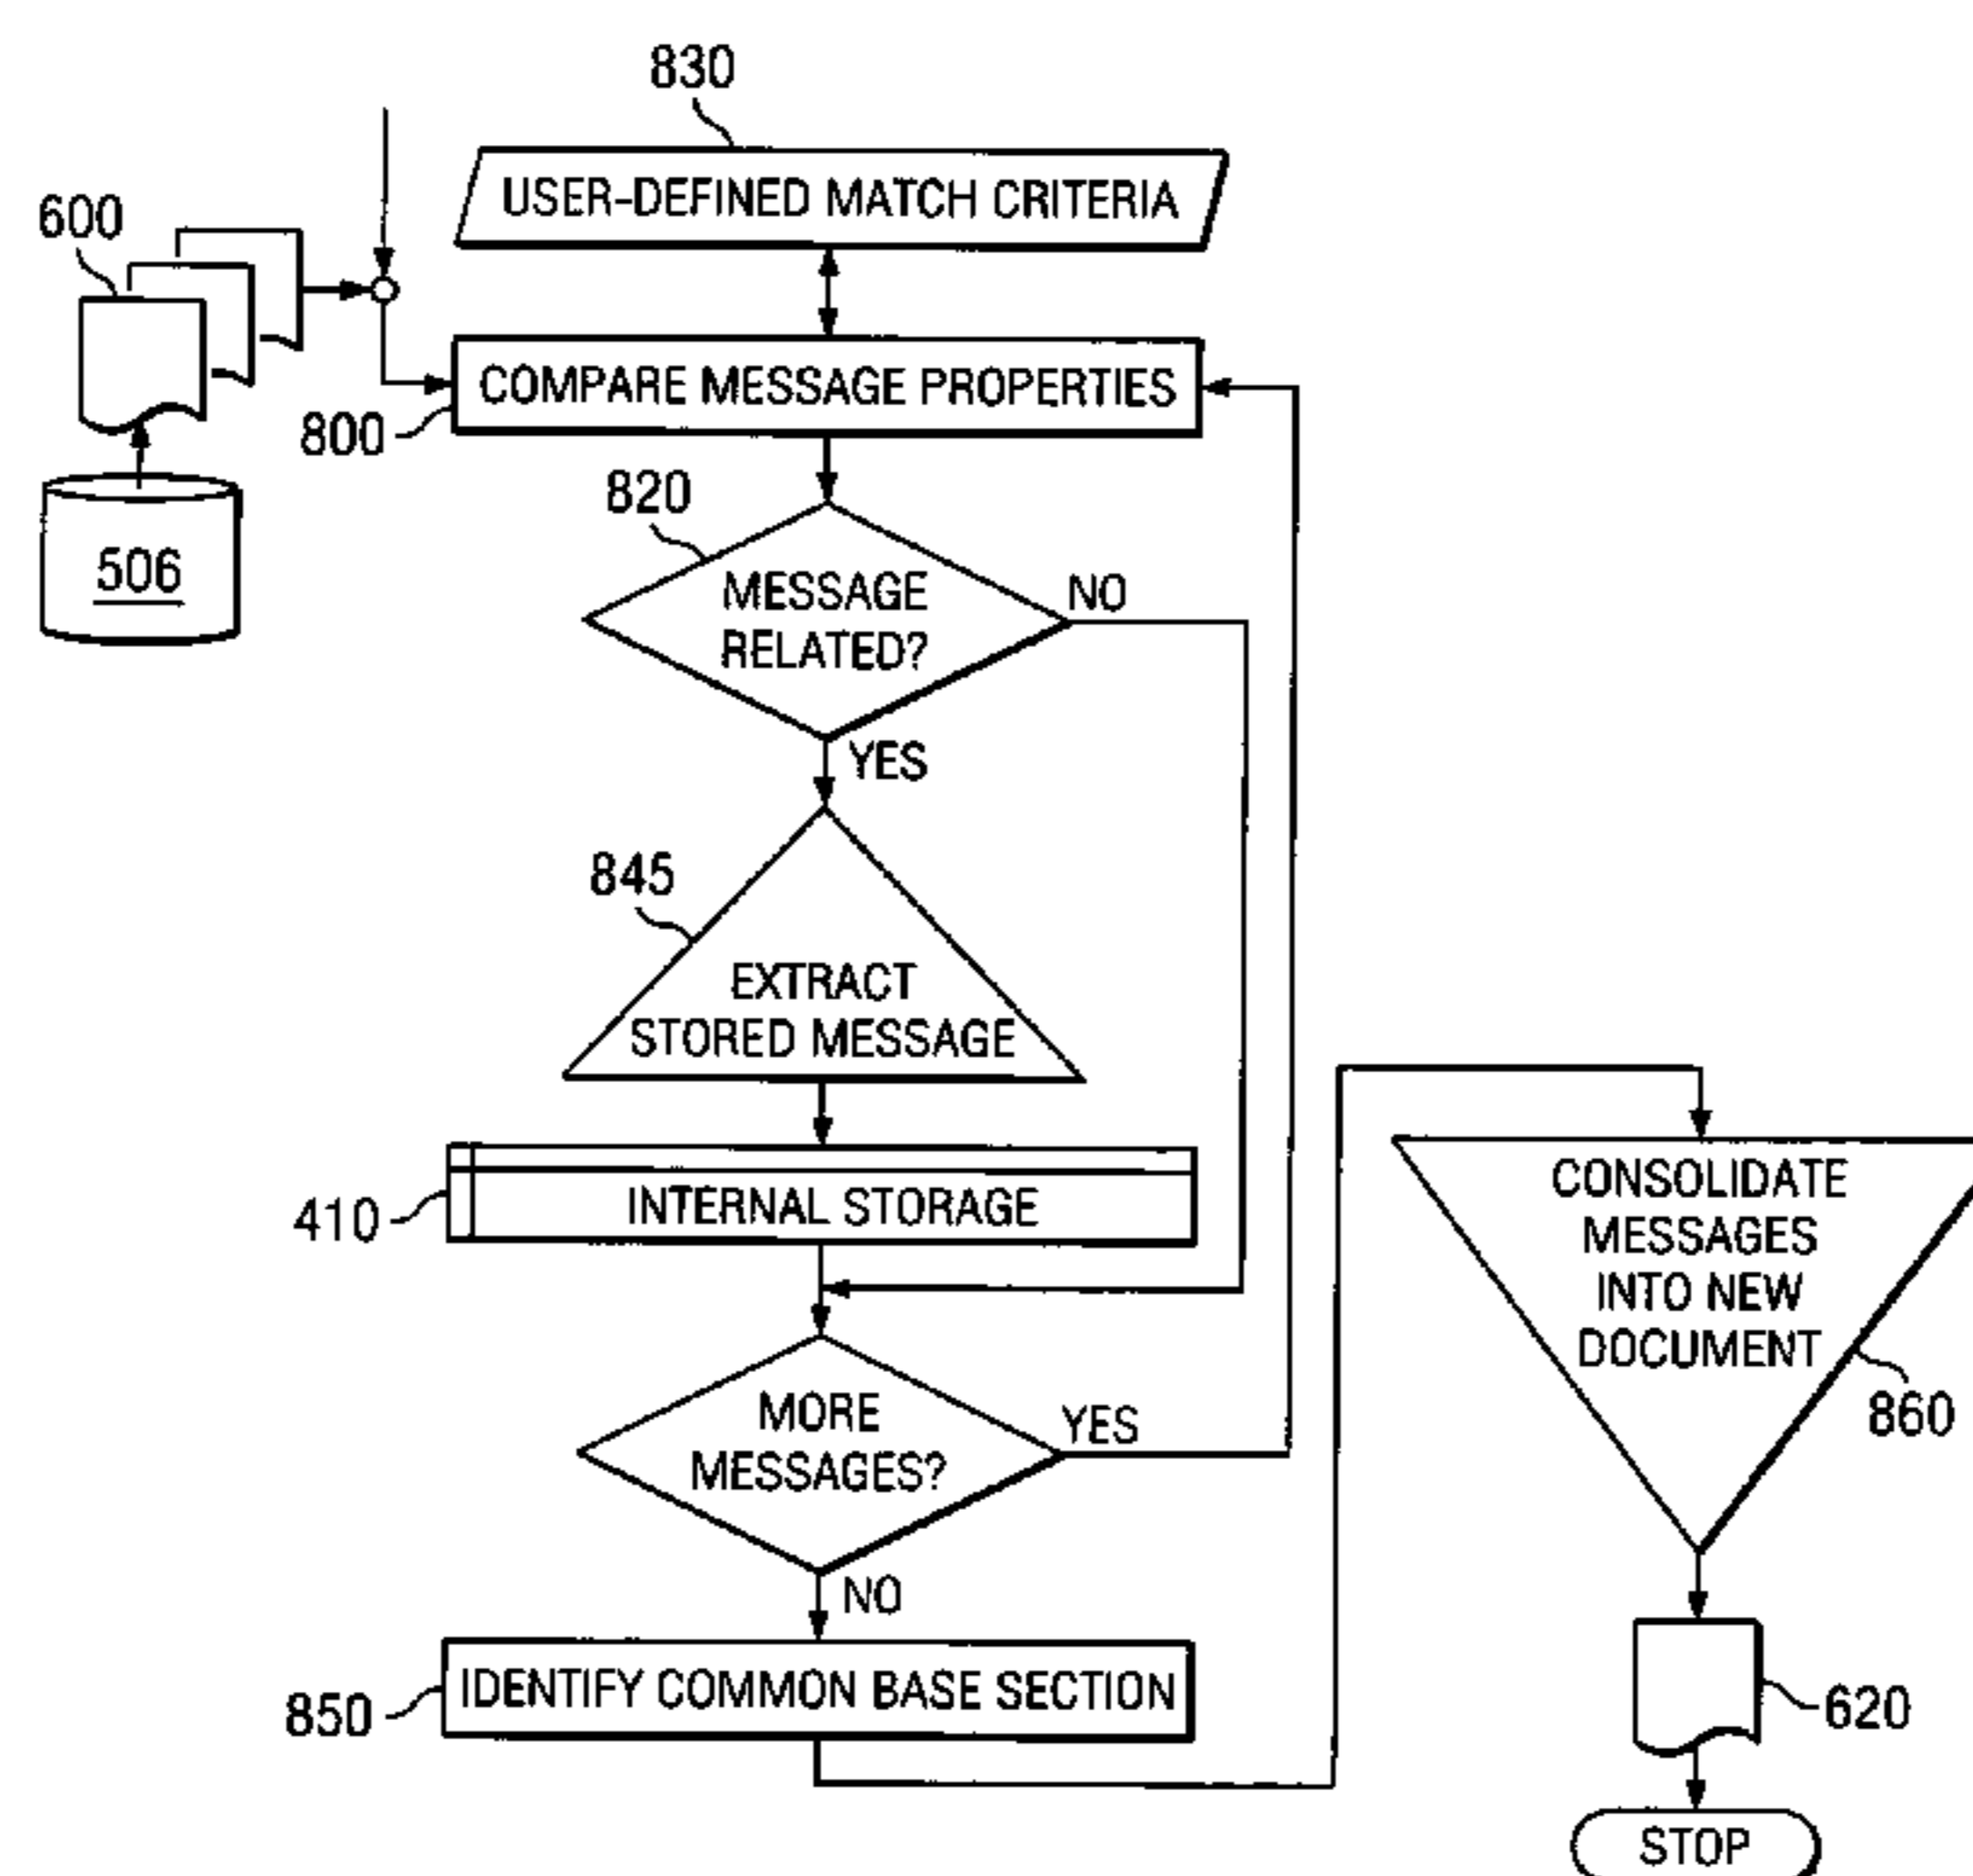 830
USER-DEFINED MATCH CRITERIA
600
COMPARE MESSAGE PROPERTIES
800
820
506
MESSAGE
RELATED?
NO
YES
845
EXTRACT
STORED MESSAGE
410
INTERNAL STORAGE
CONSOLIDATE
MESSAGES
INTO NEW
DOCUMENT
860
MORE
MESSAGES?
YES
NO
850
IDENTIFY COMMON BASE SECTION
620
STOP